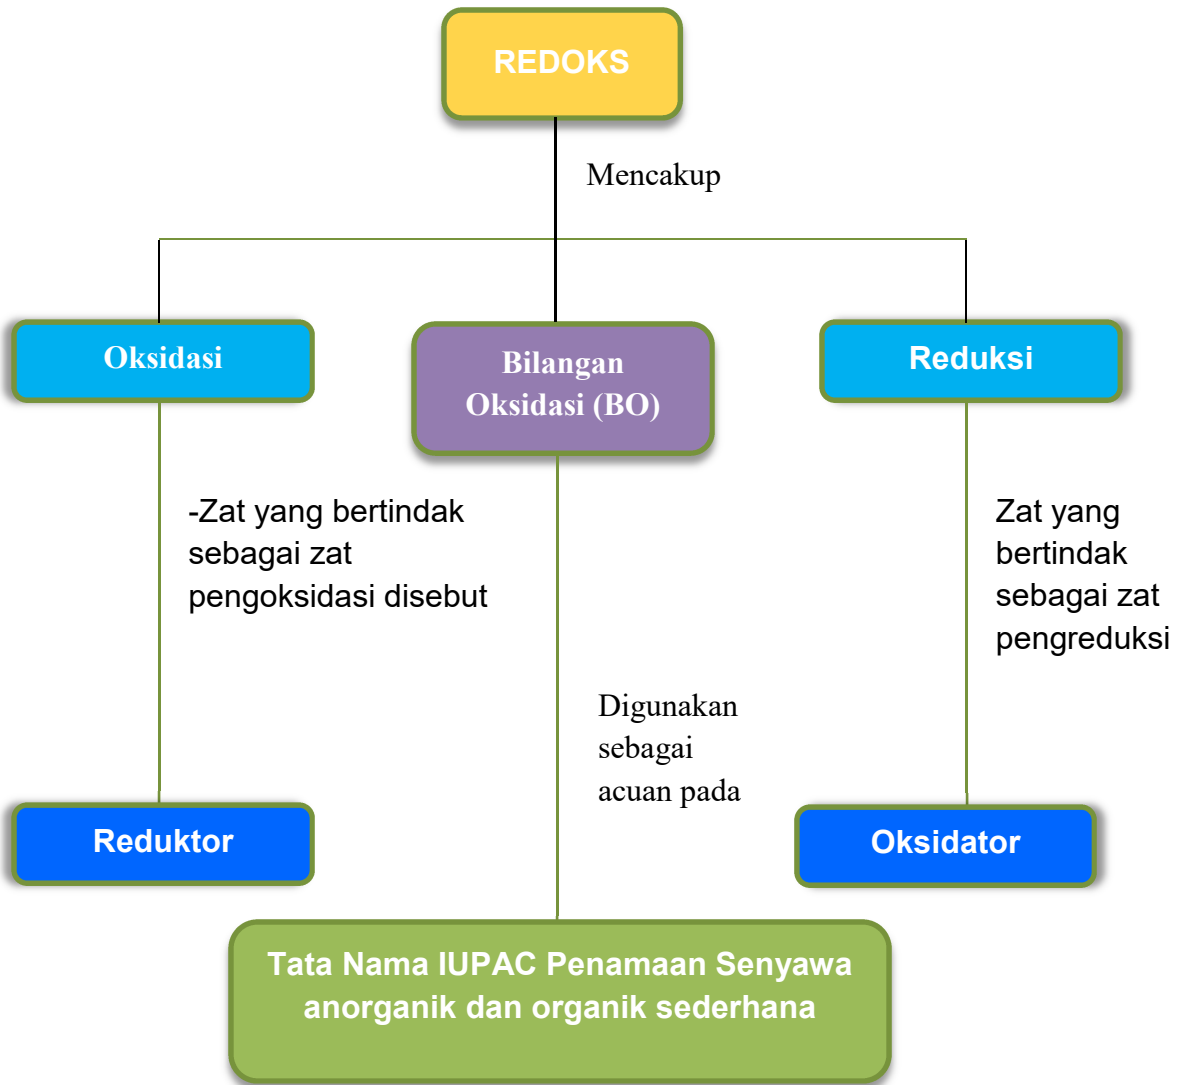 REDOKS
Mencakup
Oksidasi
Bilangan
Oksidasi (BO)
Reduksi
-Zat yang bertindak
sebagai zat
pengoksidasi disebut
Zat yang
bertindak
sebagai zat
pengreduksi
Digunakan
sebagai
acuan pada
Reduktor
Oksidator
Tata Nama IUPAC Penamaan Senyawa
anorganik dan organik sederhana